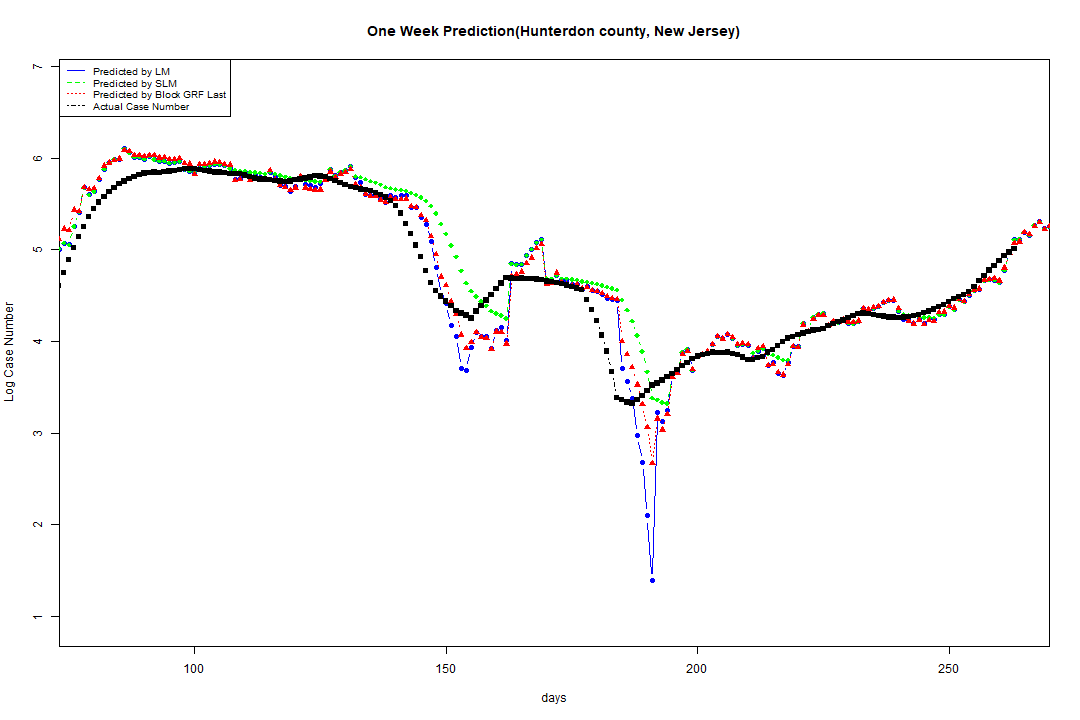 One Week Prediction(Hunterdon county, New Jersey)
Predicted by LM
Predicted by SLM
Predicted by Block GRF Last
Actual Case Number
Log Case Number
7
6
5
4
3
2
1
100
150
200
250
days